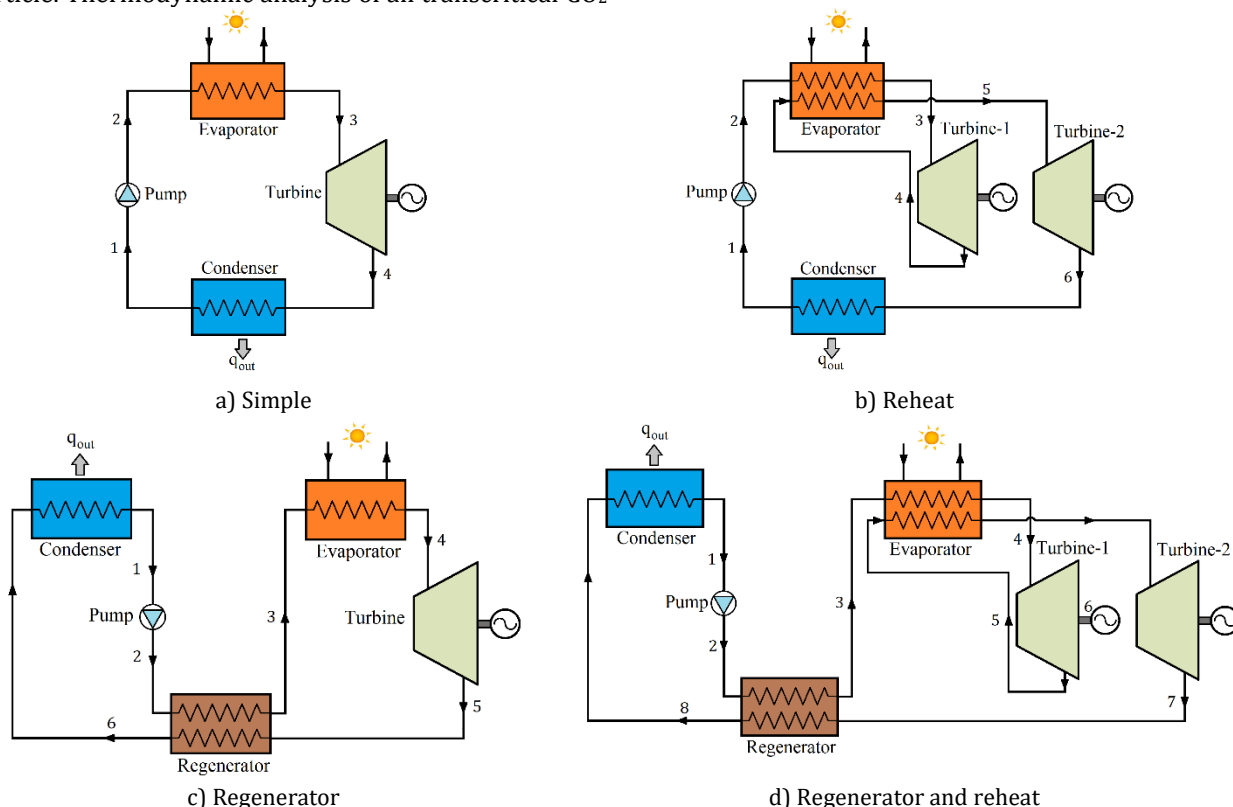 article: Thermodynamic analysis of an transcritical CO₂
Evaporator
2
3
Turbine
Pump
1
Condenser
4
qout
a) Simple
Evaporator
5
2
3
Turbine-1
Turbine-2
Pump
4
1
Condenser
6
qout
b) Reheat
qout
Condenser
Evaporator
1
4
Pump
3
Turbine
2
6
5
Regenerator
c) Regenerator
qout
Condenser
Evaporator
1
4
Turbine-1
Turbine-2
Pump
3
5
6
2
8
7
Regenerator
d) Regenerator and reheat